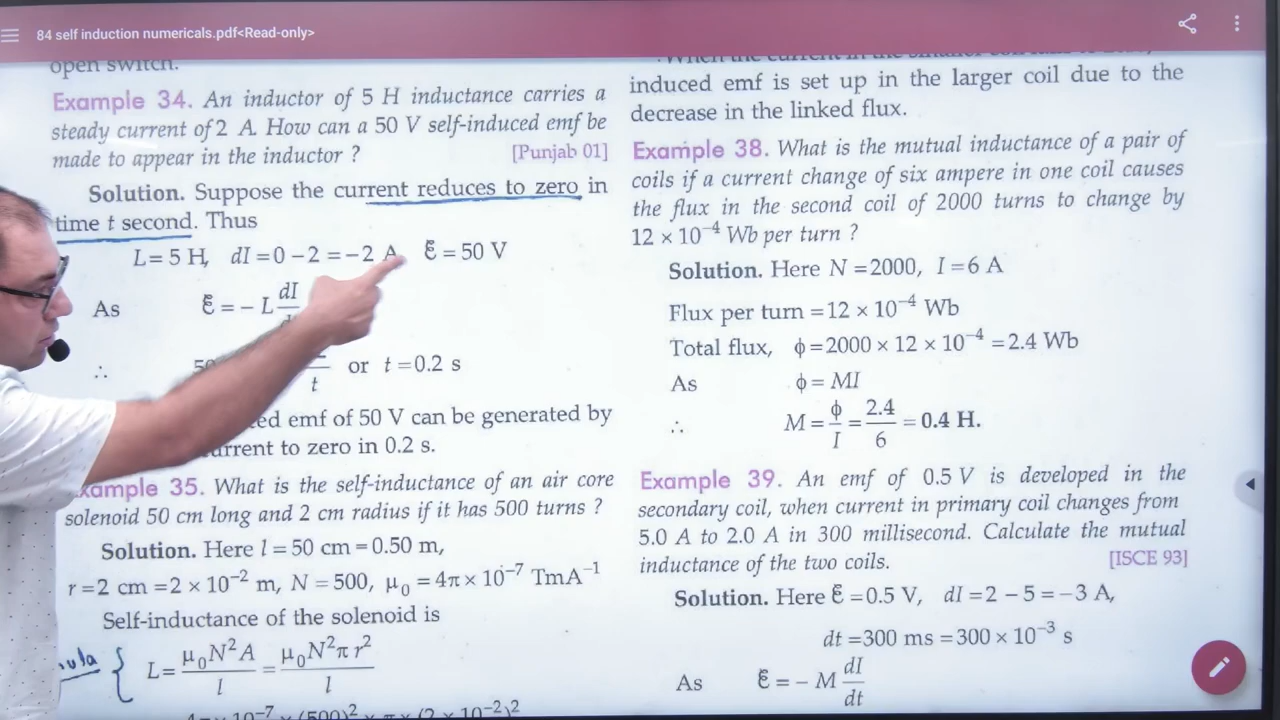 84 self induction numericals.pdf<Read-only>
open switch.
Example 34. An inductor of 5 H inductance carries a
steady current of 2 A. How can a 50 V self-induced emf be
made to appear in the inductor ? [Punjab 01]
Solution. Suppose the current reduces to zero in
time t second. Thus
L = 5 H, dI = 0 − 2 = −2 A, ℰ = 50 V
As ℰ = − L dI
∴ 50
t or t = 0.2 s
emf of 50 V can be generated by
to zero in 0.2 s.
Example 35. What is the self-inductance of an air core
solenoid 50 cm long and 2 cm radius if it has 500 turns ?
Solution. Here l = 50 cm = 0.50 m,
r = 2 cm = 2 × 10⁻² m, N = 500, μ₀ = 4π × 10⁻⁷ TmA⁻¹
Self-inductance of the solenoid is
L = μ₀N²A / l = μ₀N²πr² / l
10⁻⁷ × (500)² × π × (2 × 10⁻²)²
induced emf is set up in the larger coil due to the
decrease in the linked flux.
Example 38. What is the mutual inductance of a pair of
coils if a current change of six ampere in one coil causes
the flux in the second coil of 2000 turns to change by
12 × 10⁻⁴ Wb per turn ?
Solution. Here N = 2000, I = 6 A
Flux per turn = 12 × 10⁻⁴ Wb
Total flux, ϕ = 2000 × 12 × 10⁻⁴ = 2.4 Wb
As ϕ = MI
∴ M = ϕ / I = 2.4 / 6 = 0.4 H.
Example 39. An emf of 0.5 V is developed in the
secondary coil, when current in primary coil changes from
5.0 A to 2.0 A in 300 millisecond. Calculate the mutual
inductance of the two coils. [ISCE 93]
Solution. Here ℰ = 0.5 V, dI = 2 − 5 = −3 A,
dt = 300 ms = 300 × 10⁻³ s
As ℰ = − M dI / dt